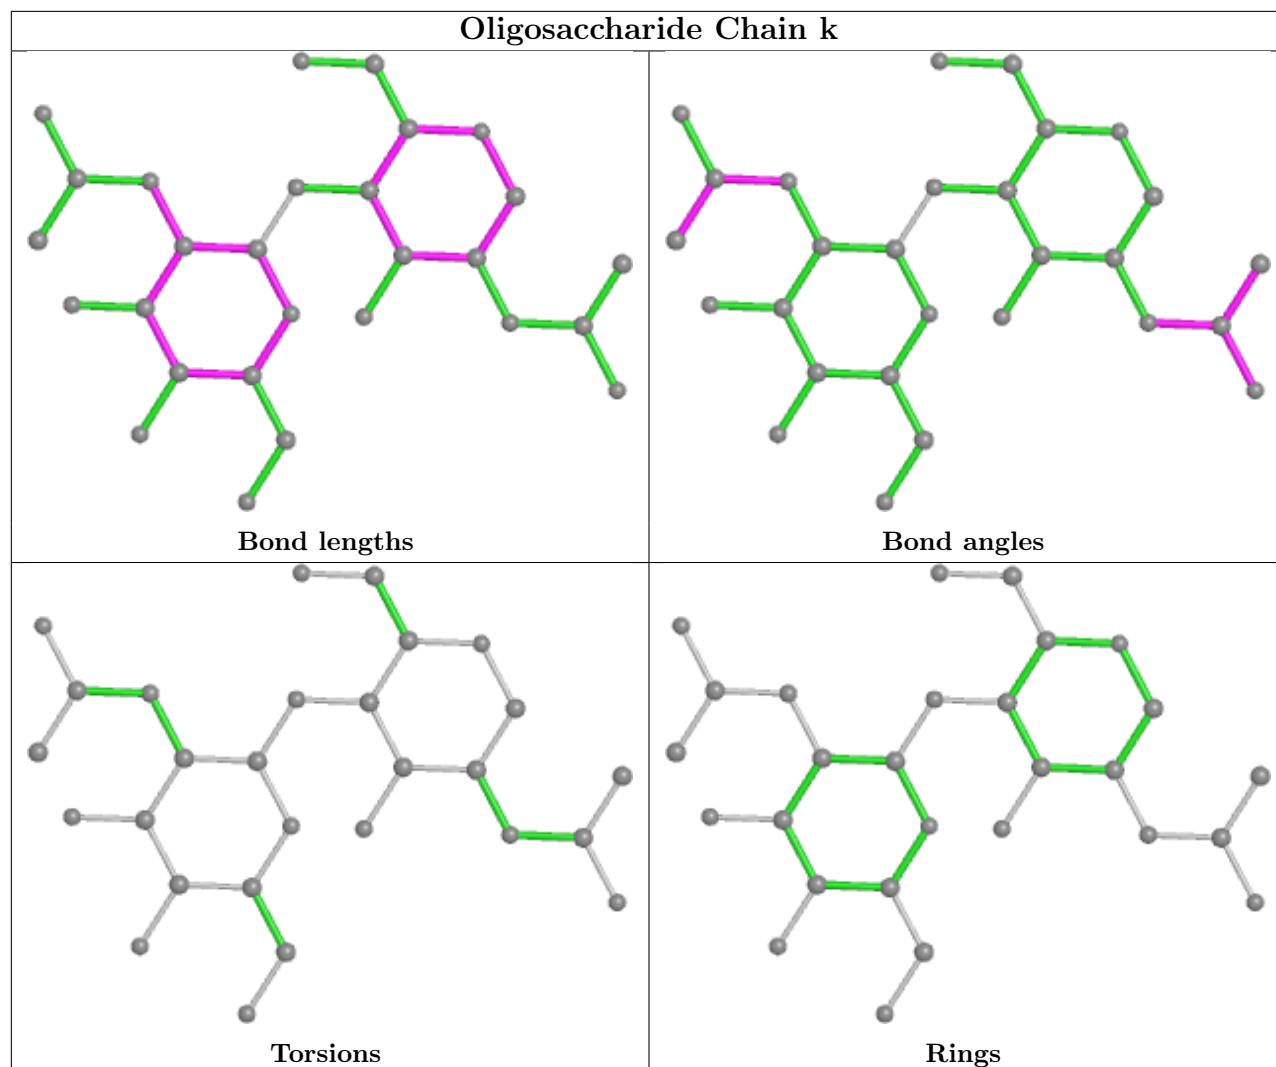 Oligosaccharide Chain k
Bond lengths
Bond angles
Torsions
Rings